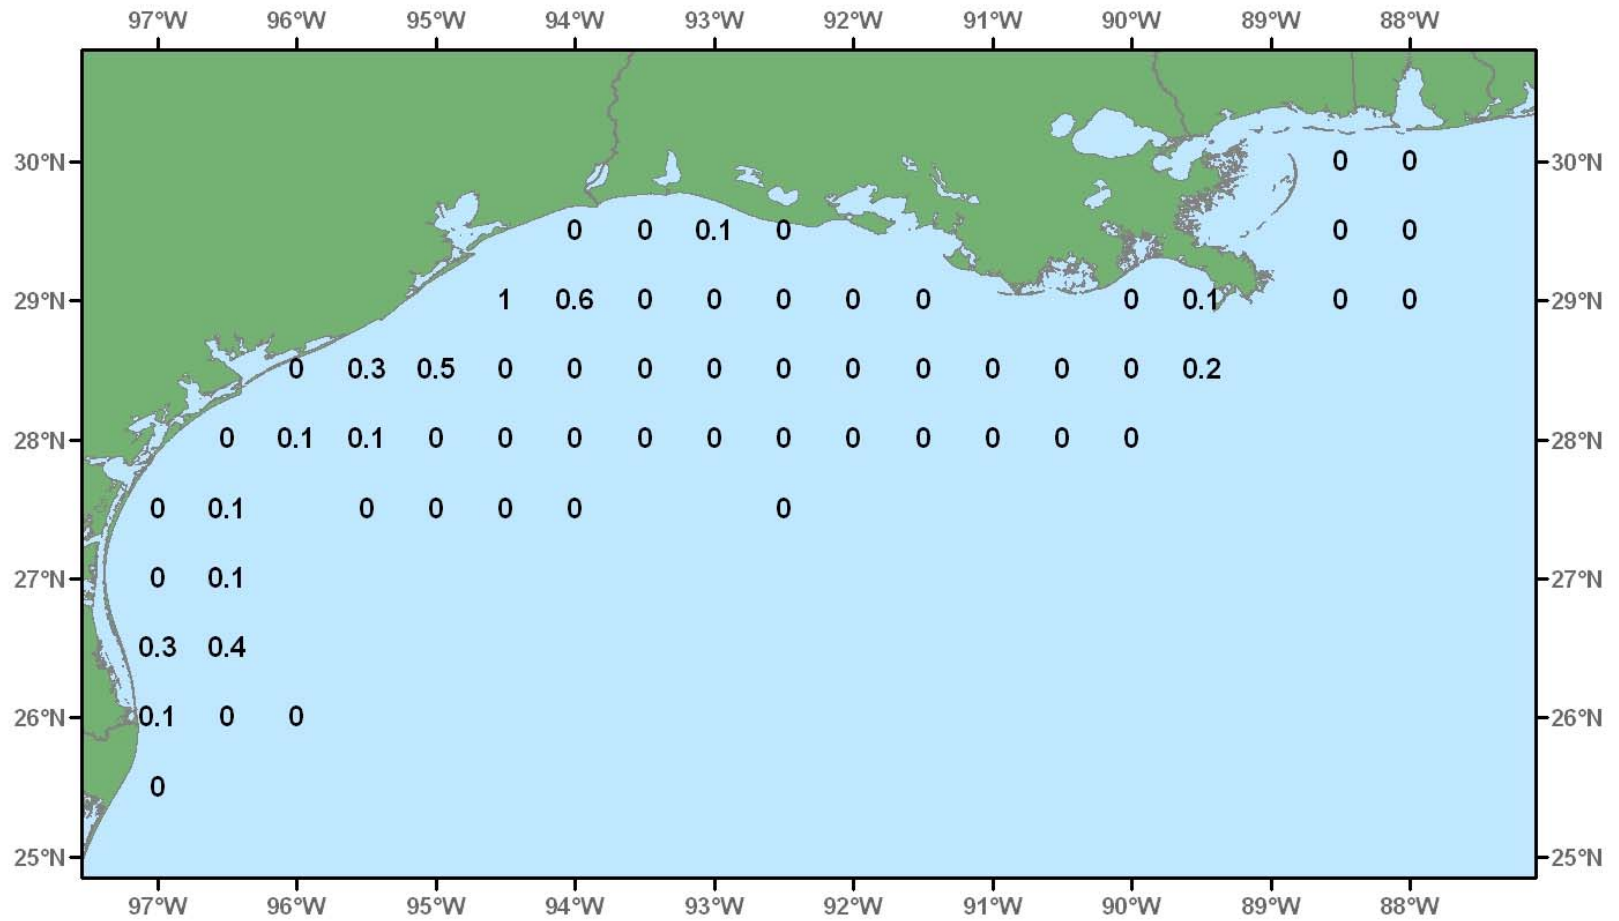 97°W 96°W 95°W 94°W 93°W 92°W 91°W 90°W 89°W 88°W
30°N 0 0 30°N
0 0 0.1 0 0 0
29°N 1 0.6 0 0 0 0 0 0 0.1 0 0 29°N
0 0.3 0.5 0 0 0 0 0 0 0 0 0 0 0.2
28°N 0 0.1 0.1 0 0 0 0 0 0 0 0 0 0 0 28°N
0 0.1 0 0 0 0 0
27°N 0 0.1 27°N
0.3 0.4
26°N 0.1 0 0 26°N
0
25°N 25°N
97°W 96°W 95°W 94°W 93°W 92°W 91°W 90°W 89°W 88°W